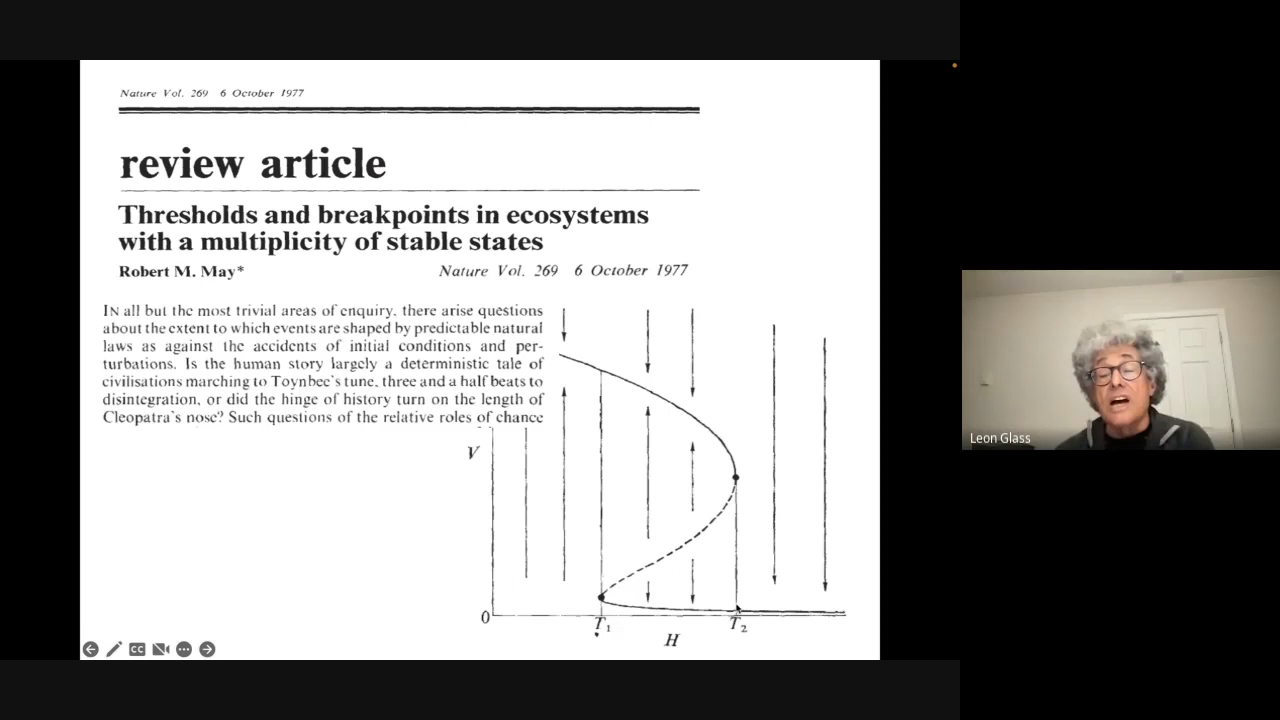 Nature Vol. 269 6 October 1977
review article
Thresholds and breakpoints in ecosystems
with a multiplicity of stable states
Robert M. May*
Nature Vol. 269 6 October 1977
IN all but the most trivial areas of enquiry, there arise questions
about the extent to which events are shaped by predictable natural
laws as against the accidents of initial conditions and per-
turbations. Is the human story largely a deterministic tale of
civilisations marching to Toynbee's tune, three and a half beats to
disintegration, or did the hinge of history turn on the length of
Cleopatra's nose? Such questions of the relative roles of chance
V
0
T1
T2
H
CC
Leon Glass